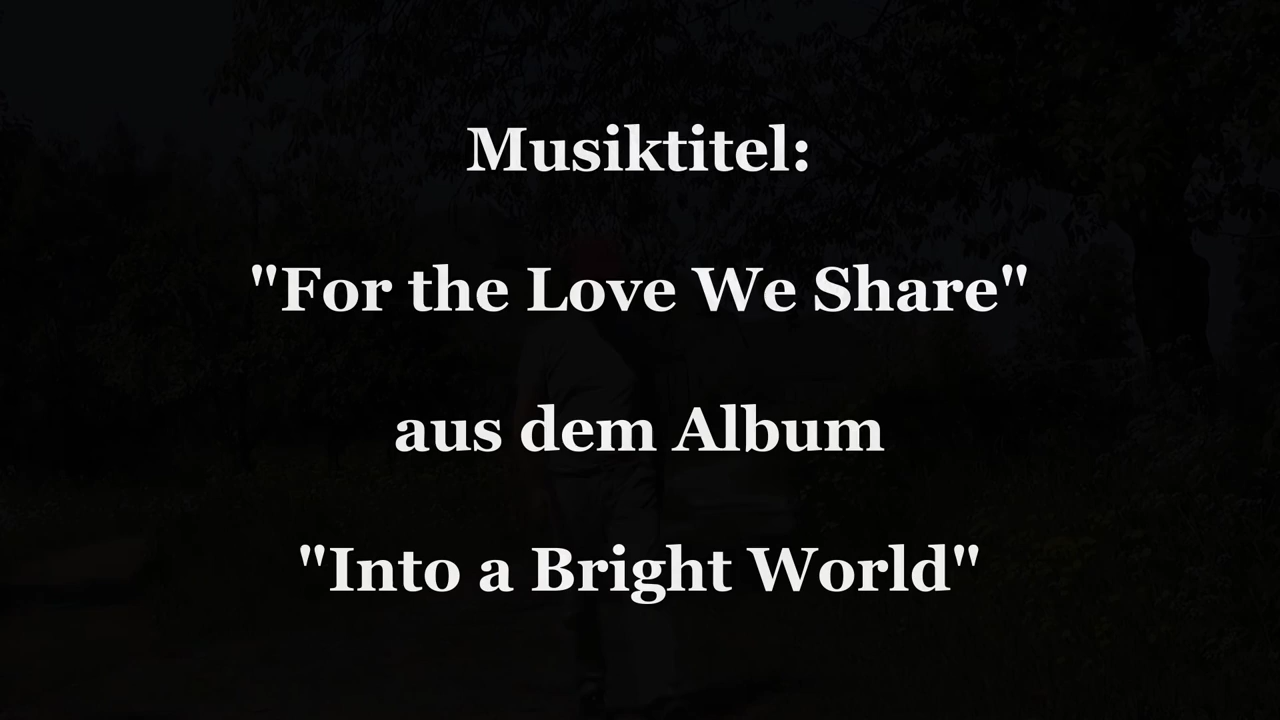 Musiktitel:
"For the Love We Share"
aus dem Album
"Into a Bright World"